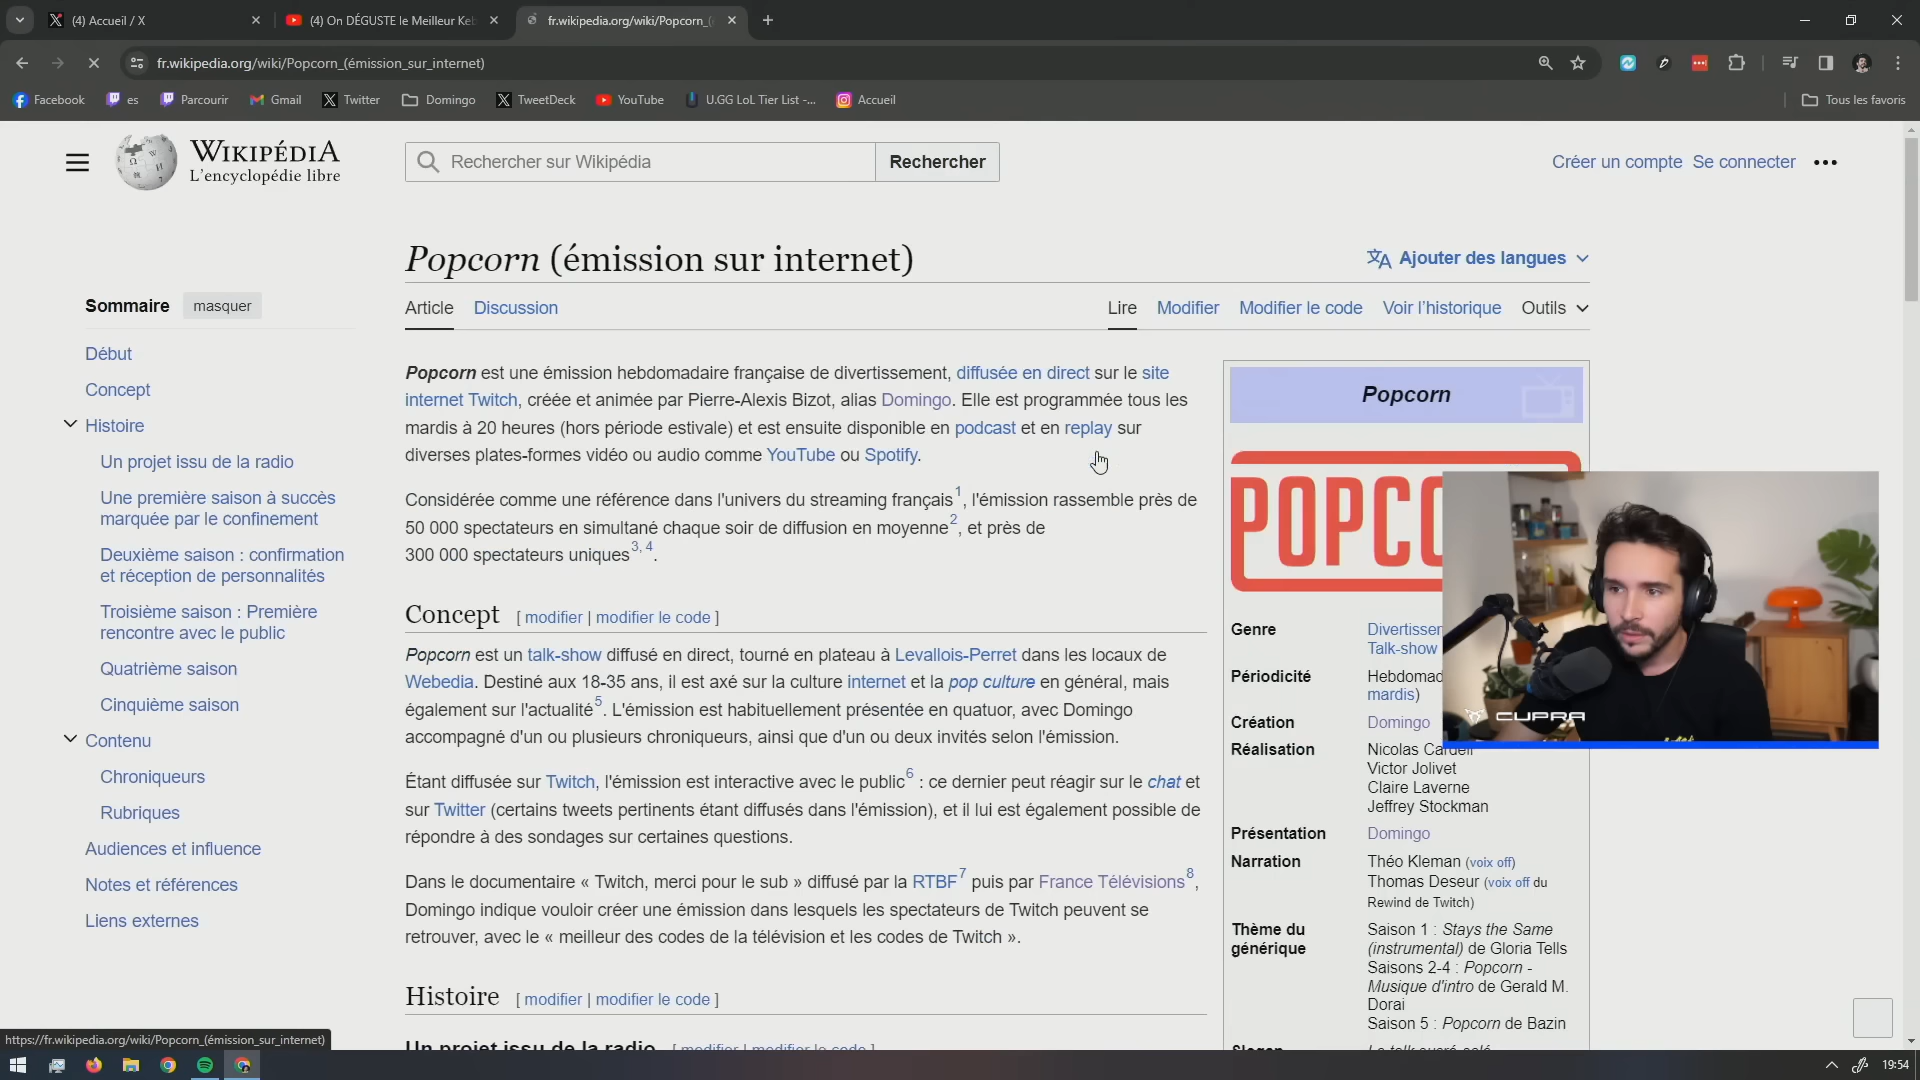 (4) Accueil / X
(4) On DÉGUSTE le Meilleur Keb
fr.wikipedia.org/wiki/Popcorn_(
fr.wikipedia.org/wiki/Popcorn_(émission_sur_internet)
Facebook
es
Parcourir
Gmail
Twitter
Domingo
TweetDeck
YouTube
U.GG LoL Tier List -...
Accueil
Tous les favoris
WIKIPÉDIA
L'encyclopédie libre
Rechercher sur Wikipédia
Rechercher
Créer un compte
Se connecter
Popcorn (émission sur internet)
Ajouter des langues
Article
Discussion
Lire
Modifier
Modifier le code
Voir l'historique
Outils
Sommaire
masquer
Début
Concept
Histoire
Un projet issu de la radio
Une première saison à succès
marquée par le confinement
Deuxième saison : confirmation
et réception de personnalités
Troisième saison : Première
rencontre avec le public
Quatrième saison
Cinquième saison
Contenu
Chroniqueurs
Rubriques
Audiences et influence
Notes et références
Liens externes
Popcorn est une émission hebdomadaire française de divertissement, diffusée en direct sur le site
internet Twitch, créée et animée par Pierre-Alexis Bizot, alias Domingo. Elle est programmée tous les
mardis à 20 heures (hors période estivale) et est ensuite disponible en podcast et en replay sur
diverses plates-formes vidéo ou audio comme YouTube ou Spotify.
Considérée comme une référence dans l'univers du streaming français1, l'émission rassemble près de
50 000 spectateurs en simultané chaque soir de diffusion en moyenne2, et près de
300 000 spectateurs uniques3, 4.
Concept [ modifier | modifier le code ]
Popcorn est un talk-show diffusé en direct, tourné en plateau à Levallois-Perret dans les locaux de
Webedia. Destiné aux 18-35 ans, il est axé sur la culture internet et la pop culture en général, mais
également sur l'actualité5. L'émission est habituellement présentée en quatuor, avec Domingo
accompagné d'un ou plusieurs chroniqueurs, ainsi que d'un ou deux invités selon l'émission.
Étant diffusée sur Twitch, l'émission est interactive avec le public6 : ce dernier peut réagir sur le chat et
sur Twitter (certains tweets pertinents étant diffusés dans l'émission), et il lui est également possible de
répondre à des sondages sur certaines questions.
Dans le documentaire « Twitch, merci pour le sub » diffusé par la RTBF7 puis par France Télévisions8,
Domingo indique vouloir créer une émission dans lesquels les spectateurs de Twitch peuvent se
retrouver, avec le « meilleur des codes de la télévision et les codes de Twitch ».
Histoire [ modifier | modifier le code ]
Un projet issu de la radio [ modifier | modifier le code ]
Popcorn
POPCO
Genre
Divertisser
Talk-show
Périodicité
Hebdomad
mardis)
Création
Domingo
Réalisation
Nicolas Cardell
Victor Jolivet
Claire Laverne
Jeffrey Stockman
Présentation
Domingo
Narration
Théo Kleman (voix off)
Thomas Deseur (voix off du
Rewind de Twitch)
Thème du
générique
Saison 1 : Stays the Same
(instrumental) de Gloria Tells
Saisons 2-4 : Popcorn -
Musique d'intro de Gerald M.
Dorai
Saison 5 : Popcorn de Bazin
Slogan
Le talk sucré-salé
CUPRA
https://fr.wikipedia.org/wiki/Popcorn_(émission_sur_internet)
19:54